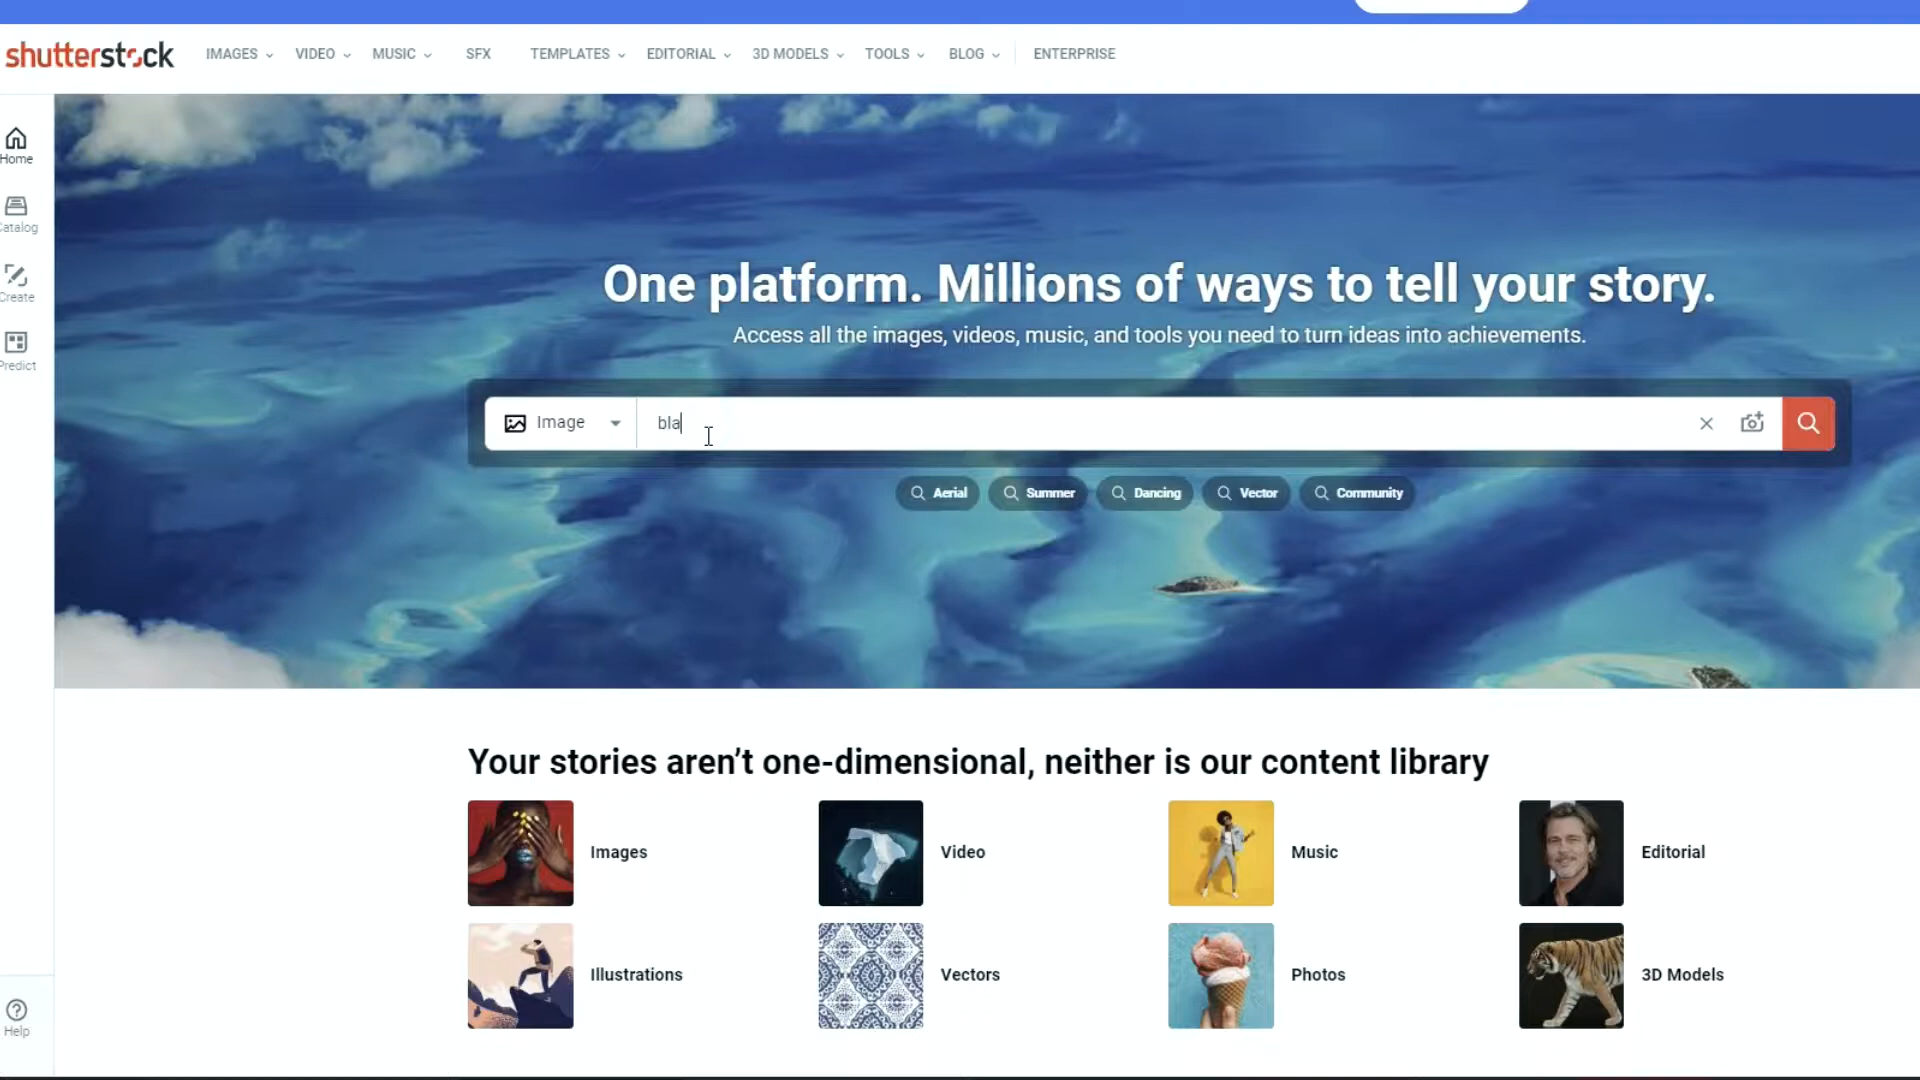 shutterstock
IMAGES
VIDEO
MUSIC
SFX
TEMPLATES
EDITORIAL
3D MODELS
TOOLS
BLOG
ENTERPRISE
Home
Catalog
Create
Predict
One platform. Millions of ways to tell your story.
Access all the images, videos, music, and tools you need to turn ideas into achievements.
Image
bla
Aerial
Summer
Dancing
Vector
Community
Your stories aren’t one-dimensional, neither is our content library
Images
Video
Music
Editorial
Illustrations
Vectors
Photos
3D Models
Help